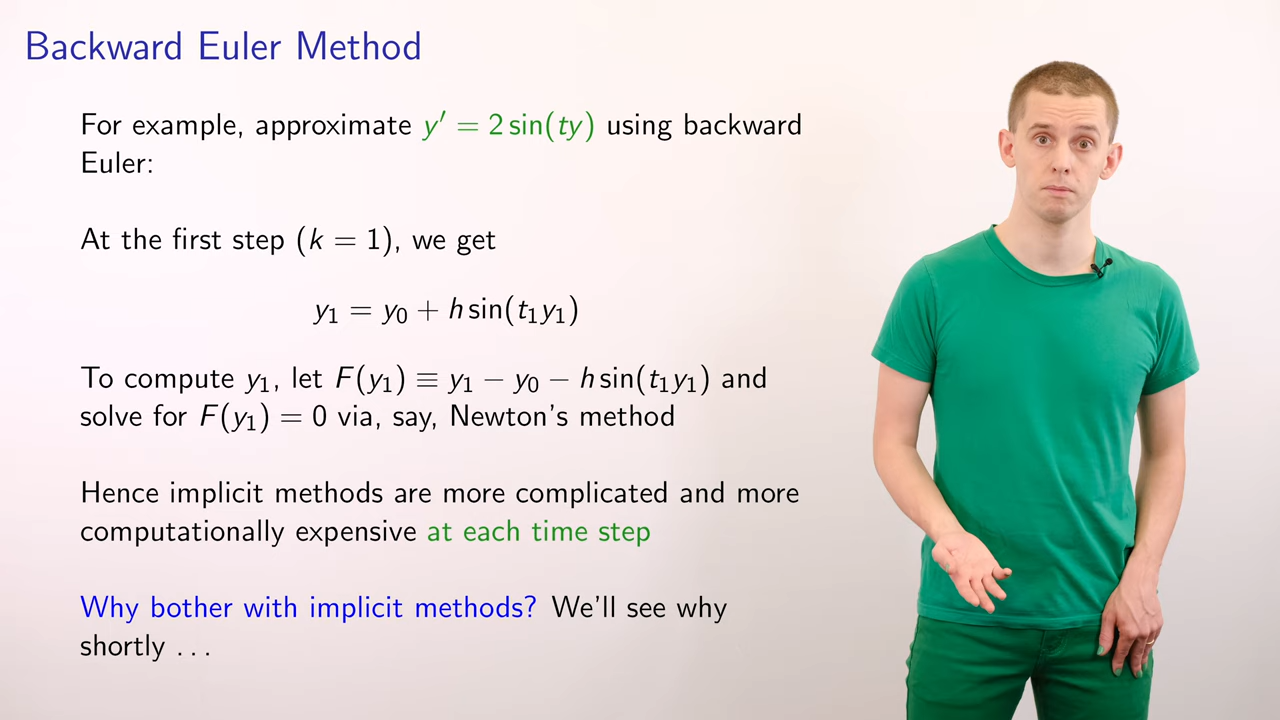 Backward Euler Method
For example, approximate y′ = 2 sin(ty) using backward
Euler:
At the first step (k = 1), we get
y₁ = y₀ + h sin(t₁y₁)
To compute y₁, let F(y₁) ≡ y₁ − y₀ − h sin(t₁y₁) and
solve for F(y₁) = 0 via, say, Newton's method
Hence implicit methods are more complicated and more
computationally expensive at each time step
Why bother with implicit methods? We'll see why
shortly . . .